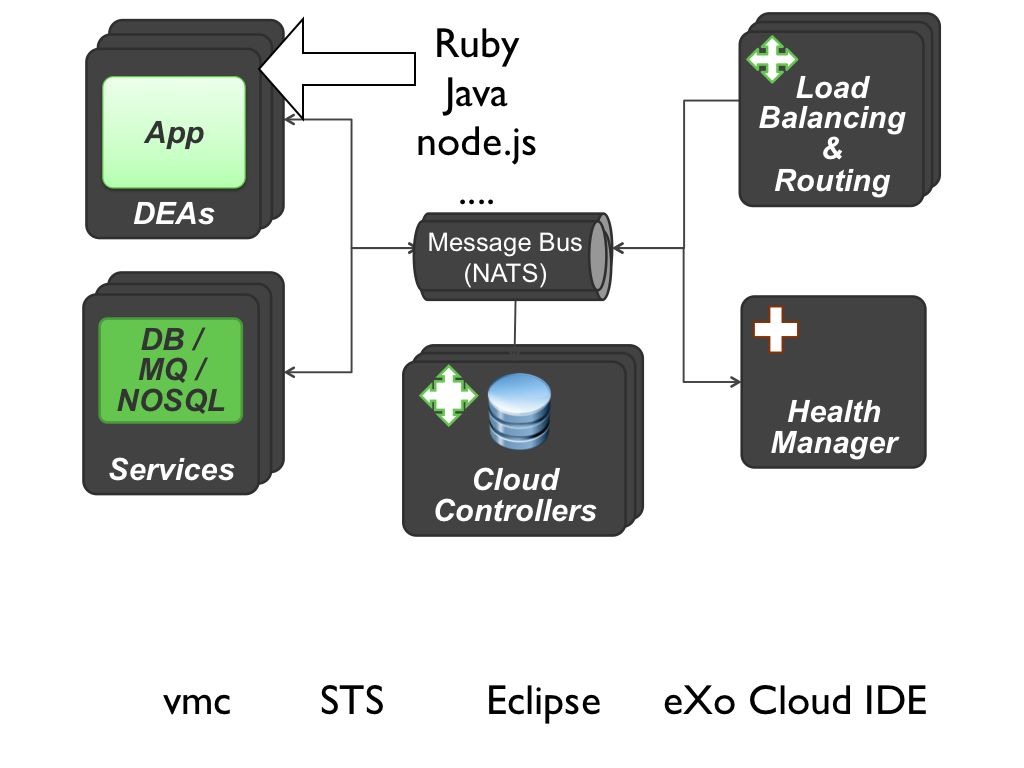 Ruby
Java
node.js
....
App
DEAs
Load
Balancing
&
Routing
Message Bus
(NATS)
DB /
MQ /
NOSQL
Services
Cloud
Controllers
Health
Manager
vmc
STS
Eclipse
eXo Cloud IDE